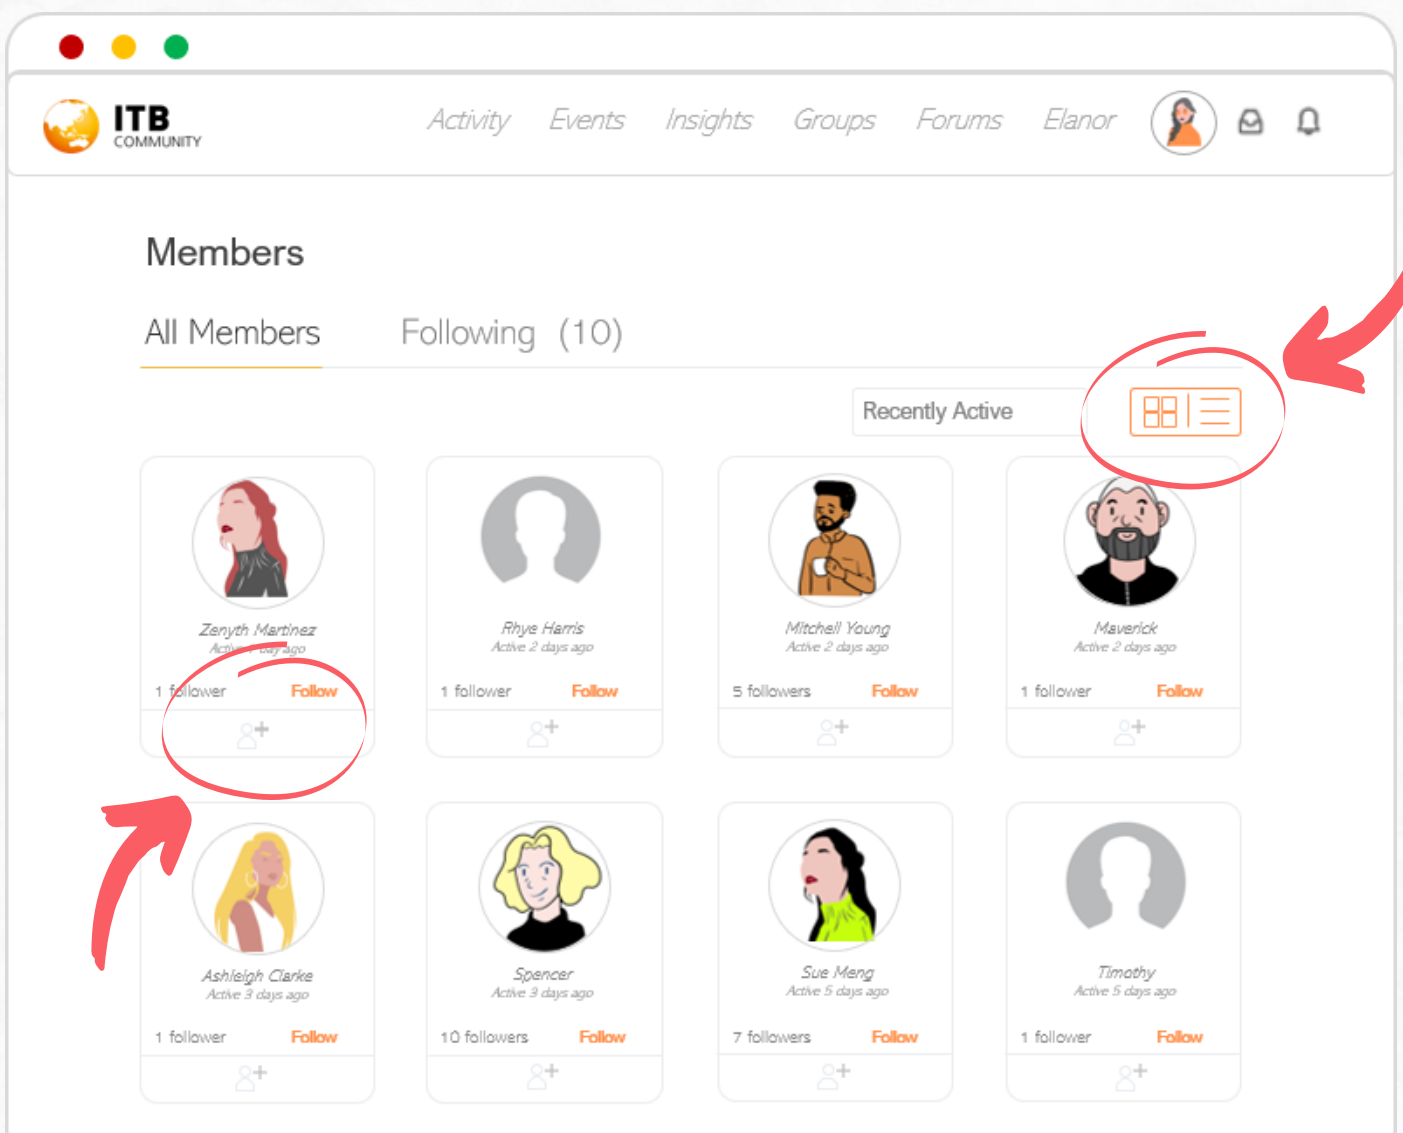 ITB
COMMUNITY
Activity Events Insights Groups Forums Elanor
Members
All Members Following (10)
Recently Active
Zenyth Martinez Rhye Harris Mitchell Young Maverick
Active 1 day ago Active 2 days ago Active 2 days ago Active 2 days ago
1 follower Follow 1 follower Follow 5 followers Follow 1 follower Follow
Ashleigh Clarke Spencer Sue Meng Timothy
Active 3 days ago Active 3 days ago Active 5 days ago Active 5 days ago
1 follower Follow 10 followers Follow 7 followers Follow 1 follower Follow